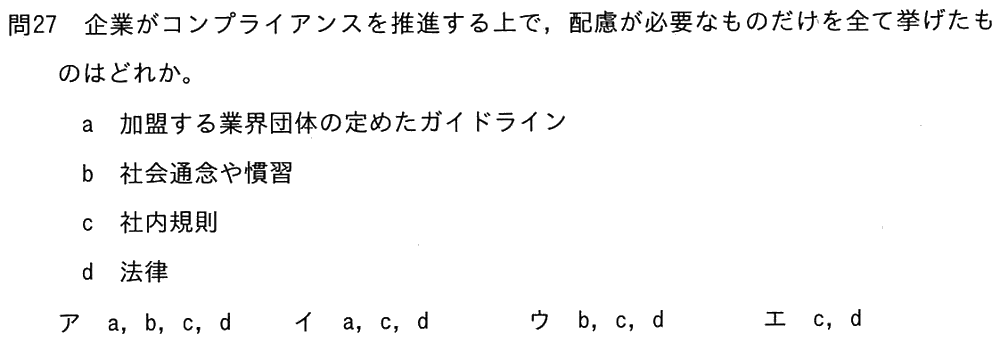 問27 企業がコンプライアンスを推進する上で，配慮が必要なものだけを全て挙げたも
のはどれか。
a 加盟する業界団体の定めたガイドライン
b 社会通念や慣習
c 社内規則
d 法律
ア a, b, c, d イ a, c, d ウ b, c, d エ c, d